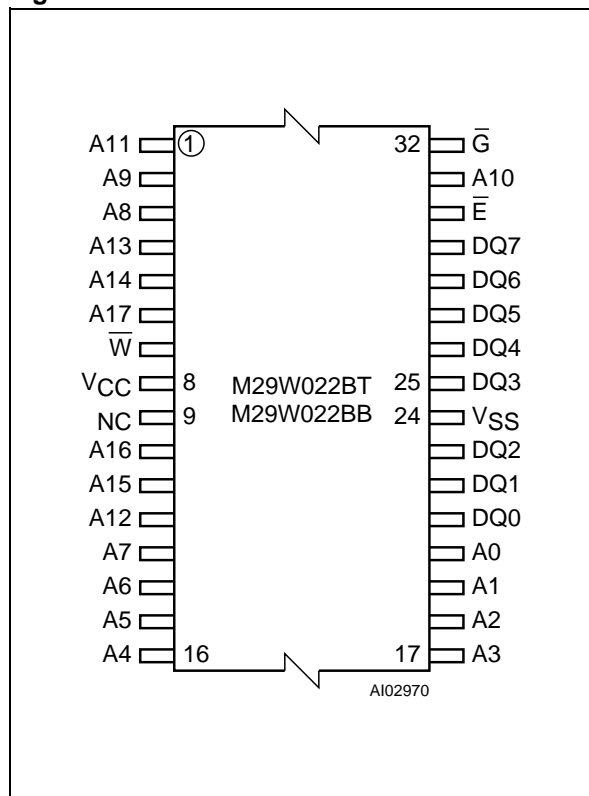 A11 1 32 G̅
A9 A10
A8 E̅
A13 DQ7
A14 DQ6
A17 DQ5
W̅ DQ4
VCC 8 M29W022BT 25 DQ3
NC 9 M29W022BB 24 VSS
A16 DQ2
A15 DQ1
A12 DQ0
A7 A0
A6 A1
A5 A2
A4 16 17 A3
AI02970